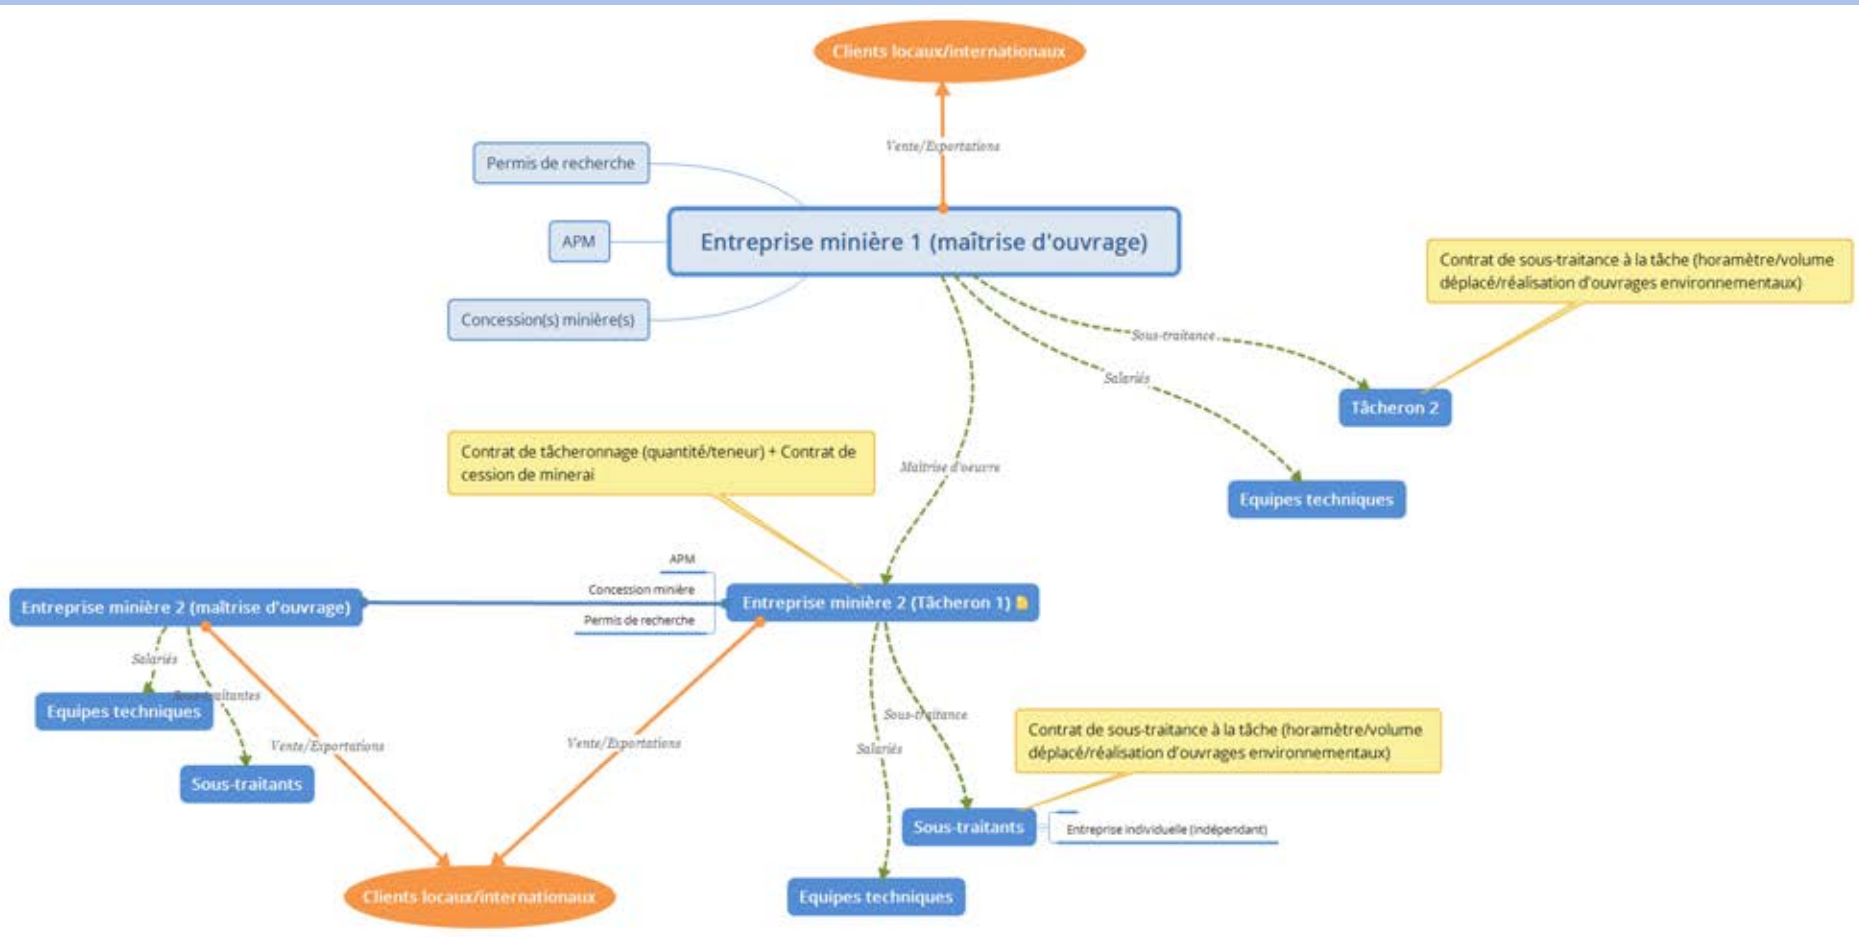 Clients locaux/internationaux
Vente/Exportations
Permis de recherche
APM
Entreprise minière 1 (maîtrise d'ouvrage)
Concession(s) minière(s)
Contrat de sous-traitance à la tâche (horamètre/volume
déplacé/réalisation d'ouvrages environnementaux)
Sous-traitance
Salariés
Tâcheron 2
Maîtrise d'oeuvre
Equipes techniques
Contrat de tâcheronnage (quantité/teneur) + Contrat de
cession de minerai
APM
Concession minière
Permis de recherche
Entreprise minière 2 (maîtrise d'ouvrage)
Entreprise minière 2 (Tâcheron 1)
Salariés
Sous-traitantes
Equipes techniques
Vente/Exportations
Vente/Exportations
Sous-traitants
Sous-traitance
Salariés
Contrat de sous-traitance à la tâche (horamètre/volume
déplacé/réalisation d'ouvrages environnementaux)
Sous-traitants
Entreprise individuelle (indépendant)
Clients locaux/internationaux
Equipes techniques